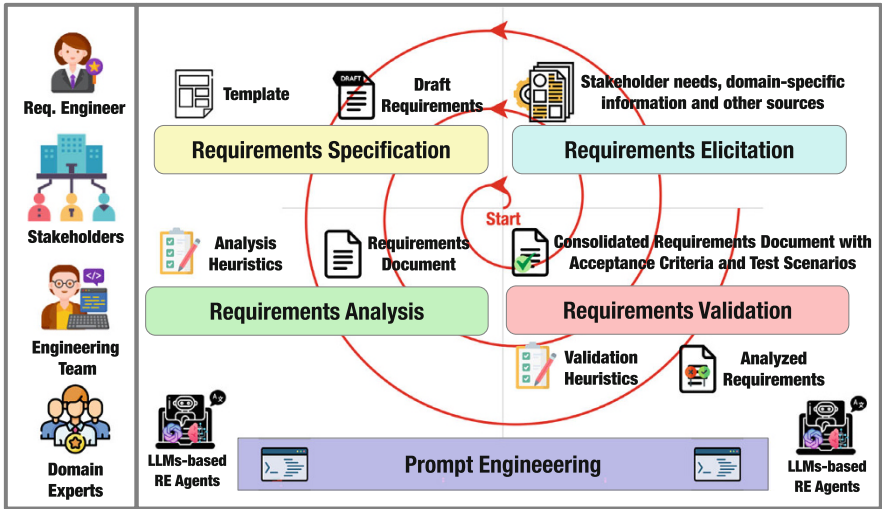 Req. Engineer
Stakeholders
</>
Engineering
Team
Domain
Experts
Template
DRAFT
Draft
Requirements
Stakeholder needs, domain-specific
information and other sources
Requirements Specification
Requirements Elicitation
Start
Analysis
Heuristics
Requirements
Document
Consolidated Requirements Document with
Acceptance Criteria and Test Scenarios
Requirements Analysis
Requirements Validation
Validation
Heuristics
Analyzed
Requirements
LLMs-based
RE Agents
Prompt Engineeering
LLMs-based
RE Agents